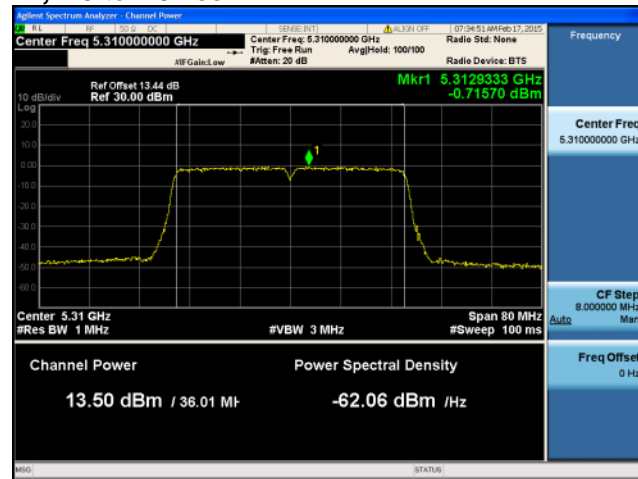 Agilent Spectrum Analyzer - Channel Power
RL RF 50 Ω DC SENSE:INT ALIGN OFF 07:34:51 AM Feb 17, 2015
Center Freq 5.310000000 GHz
Center Freq: 5.310000000 GHz
Radio Std: None
Trig: Free Run Avg|Hold: 100/100
#IFGain:Low #Atten: 20 dB Radio Device: BTS
Frequency
Mkr1 5.3129333 GHz
-0.71570 dBm
Ref Offset 13.44 dB
10 dB/div Ref 30.00 dBm
Log
20.0
10.0
0.00
-10.0
-20.0
-30.0
-40.0
-50.0
-60.0
1
Center Freq
5.310000000 GHz
Center 5.31 GHz Span 80 MHz
#Res BW 1 MHz #VBW 3 MHz #Sweep 100 ms
CF Step
8.000000 MHz
Auto Man
Freq Offset
0 Hz
Channel Power Power Spectral Density
13.50 dBm / 36.01 MH -62.06 dBm /Hz
MSG STATUS